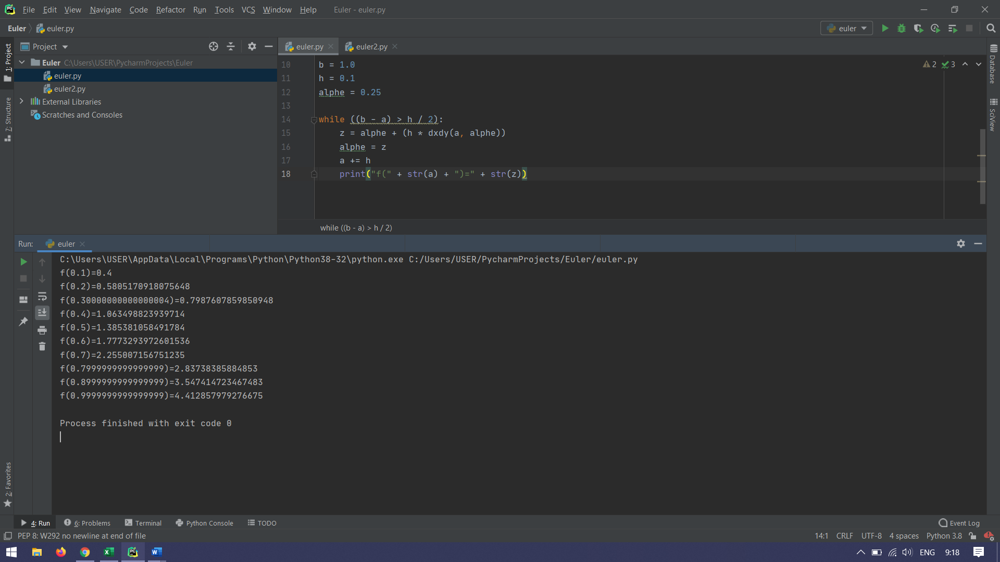 File Edit View Navigate Code Refactor Run Tools VCS Window Help Euler - euler.py
Euler euler.py euler
1: Project
Project
Euler C:\Users\USER\PycharmProjects\Euler
euler.py
euler2.py
External Libraries
Scratches and Consoles
7: Structure
euler.py euler2.py
2 3
10 b = 1.0
11 h = 0.1
12 alphe = 0.25
13
14 while ((b - a) > h / 2):
15 z = alphe + (h * dxdy(a, alphe))
16 alphe = z
17 a += h
18 print("f(" + str(a) + ")=" + str(z))
while ((b - a) > h / 2)
Database
SciView
Run: euler
C:\Users\USER\AppData\Local\Programs\Python\Python38-32\python.exe C:/Users/USER/PycharmProjects/Euler/euler.py
f(0.1)=0.4
f(0.2)=0.5805170918075648
f(0.30000000000000004)=0.7987607859850948
f(0.4)=1.063498823939714
f(0.5)=1.385381058491784
f(0.6)=1.7773293972601536
f(0.7)=2.255007156751235
f(0.7999999999999999)=2.83738385884853
f(0.8999999999999999)=3.547414723467483
f(0.9999999999999999)=4.412857979276675
Process finished with exit code 0
2: Favorites
4: Run 6: Problems Terminal Python Console TODO Event Log
PEP 8: W292 no newline at end of file 14:1 CRLF UTF-8 4 spaces Python 3.8
ENG 9:18